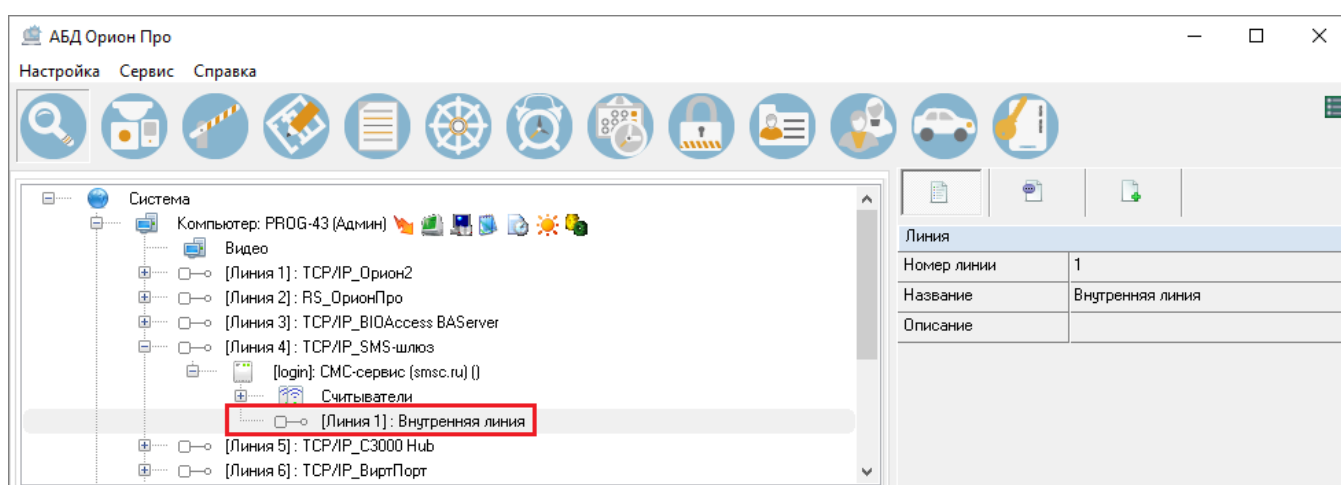 АБД Орион Про
Настройка Сервис Справка
Система
Компьютер: PROG-43 (Админ)
Видео
[Линия 1] : TCP/IP_Орион2
[Линия 2] : RS_ОрионПро
[Линия 3] : TCP/IP_BIOAccess BAServer
[Линия 4] : TCP/IP_SMS-шлюз
[login]: СМС-сервис (smsc.ru) ()
Считыватели
[Линия 1] : Внутренняя линия
[Линия 5] : TCP/IP_C3000 Hub
[Линия 6] : TCP/IP_ВиртПорт
Линия
Номер линии 1
Название Внутренняя линия
Описание